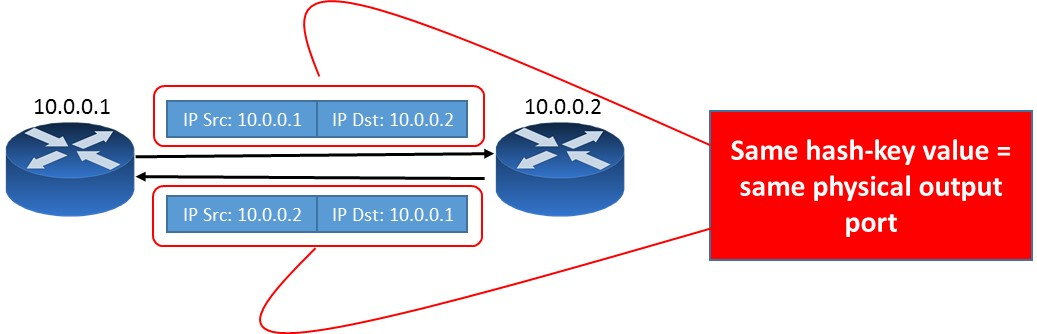 10.0.0.1
IP Src: 10.0.0.1 IP Dst: 10.0.0.2
10.0.0.2
IP Src: 10.0.0.2 IP Dst: 10.0.0.1
Same hash-key value =
same physical output
port